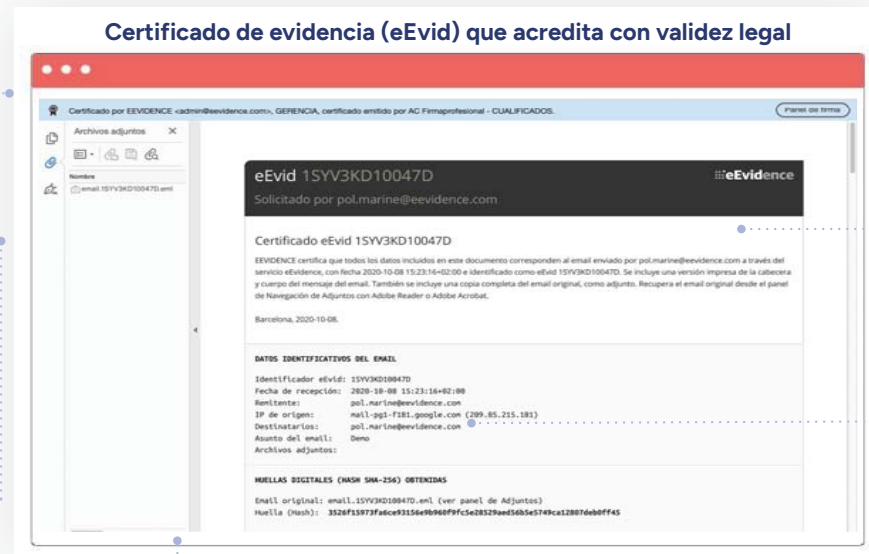 Certificado de evidencia (eEvid) que acredita con validez legal
Certificado por EEVIDENCE <admin@eevidence.com>, GERENCIA, certificado emitido por AC Firmaprofesional - CUALIFICADOS.
Panel de firma
Archivos adjuntos
Nombre
email.1SYV3KD10047D.eml
eEvid 1SYV3KD10047D
eEvidence
Solicitado por pol.marine@eevidence.com
Certificado eEvid 1SYV3KD10047D
EEVIDENCE certifica que todos los datos incluidos en este documento corresponden al email enviado por pol.marine@eevidence.com a través del
servicio eEvidence, con fecha 2020-10-08 15:23:16+02:00 e identificado como eEvid 1SYV3KD10047D. Se incluye una versión impresa de la cabecera
y cuerpo del mensaje del email. También se incluye una copia completa del email original, como adjunto. Recupera el email original desde el panel
de Navegación de Adjuntos con Adobe Reader o Adobe Acrobat.
Barcelona, 2020-10-08.
DATOS IDENTIFICATIVOS DEL EMAIL
Identificador eEvid: 1SYV3KD10047D
Fecha de recepción: 2020-10-08 15:23:16+02:00
Remitente: pol.marine@eevidence.com
IP de origen: mail-pg1-f181.google.com (209.85.215.181)
Destinatarios: pol.marine@eevidence.com
Asunto del email: Demo
Archivos adjuntos:
HUELLAS DIGITALES (HASH SHA-256) OBTENIDAS
Email original: email.1SYV3KD10047D.eml (ver panel de Adjuntos)
Huella (Hash): 3526f15973fa6ce93156e9b960f9fc5e28529aed56b5e5749ca12807deb0ff45